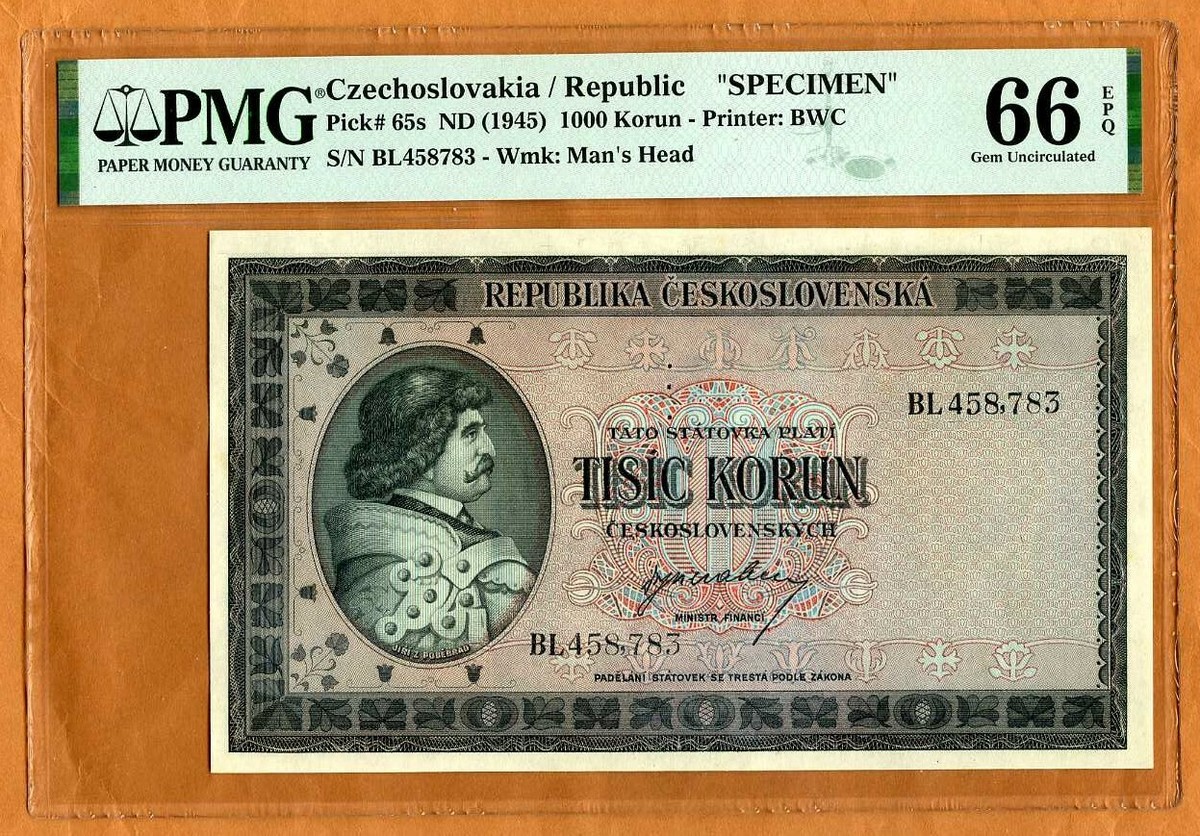 PMG®
PAPER MONEY GUARANTY
Czechoslovakia / Republic "SPECIMEN"
Pick# 65s ND (1945) 1000 Korun - Printer: BWC
S/N BL458783 - Wmk: Man's Head
66
EPQ
Gem Uncirculated
REPUBLIKA ČESKOSLOVENSKÁ
BL 458,783
TATO STÁTOVKA PLATÍ
TISÍC KORUN
ČESKOSLOVENSKÝCH
MINISTR FINANCÍ
BL 458,783
JIŘÍ Z PODĚBRAD
PADĚLÁNÍ STÁTOVEK SE TRESTÁ PODLE ZÁKONA